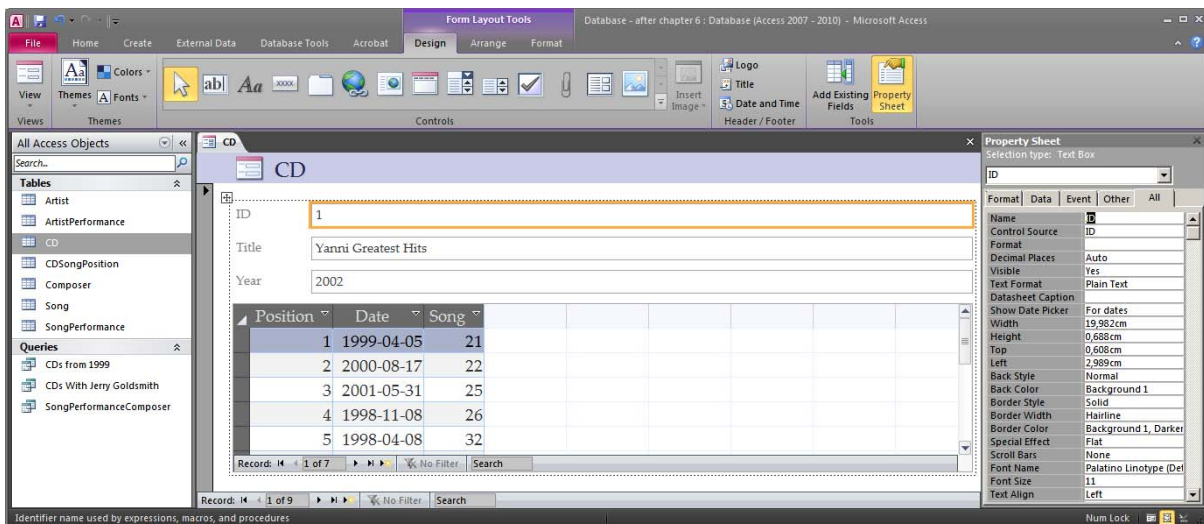 Form Layout Tools
Database - after chapter 6 : Database (Access 2007 - 2010) - Microsoft Access
File Home Create External Data Database Tools Acrobat Design Arrange Format
View
Views
Aa
Themes
Colors
A Fonts
Themes
ab| Aa xxxx
Insert
Image
Controls
Logo
Title
Date and Time
Header / Footer
Add Existing
Fields
Property
Sheet
Tools
All Access Objects
Search...
Tables
Artist
ArtistPerformance
CD
CDSongPosition
Composer
Song
SongPerformance
Queries
CDs from 1999
CDs With Jerry Goldsmith
SongPerformanceComposer
CD
CD
ID 1
Title Yanni Greatest Hits
Year 2002
Position Date Song
1 1999-04-05 21
2 2000-08-17 22
3 2001-05-31 25
4 1998-11-08 26
5 1998-04-08 32
Record: 1 of 7 No Filter Search
Record: 1 of 9 No Filter Search
Property Sheet
Selection type: Text Box
ID
Format Data Event Other All
Name ID
Control Source ID
Format
Decimal Places Auto
Visible Yes
Text Format Plain Text
Datasheet Caption
Show Date Picker For dates
Width 19,982cm
Height 0,688cm
Top 0,608cm
Left 2,989cm
Back Style Normal
Back Color Background 1
Border Style Solid
Border Width Hairline
Border Color Background 1, Darker
Special Effect Flat
Scroll Bars None
Font Name Palatino Linotype (Det
Font Size 11
Text Align Left
Identifier name used by expressions, macros, and procedures
Num Lock